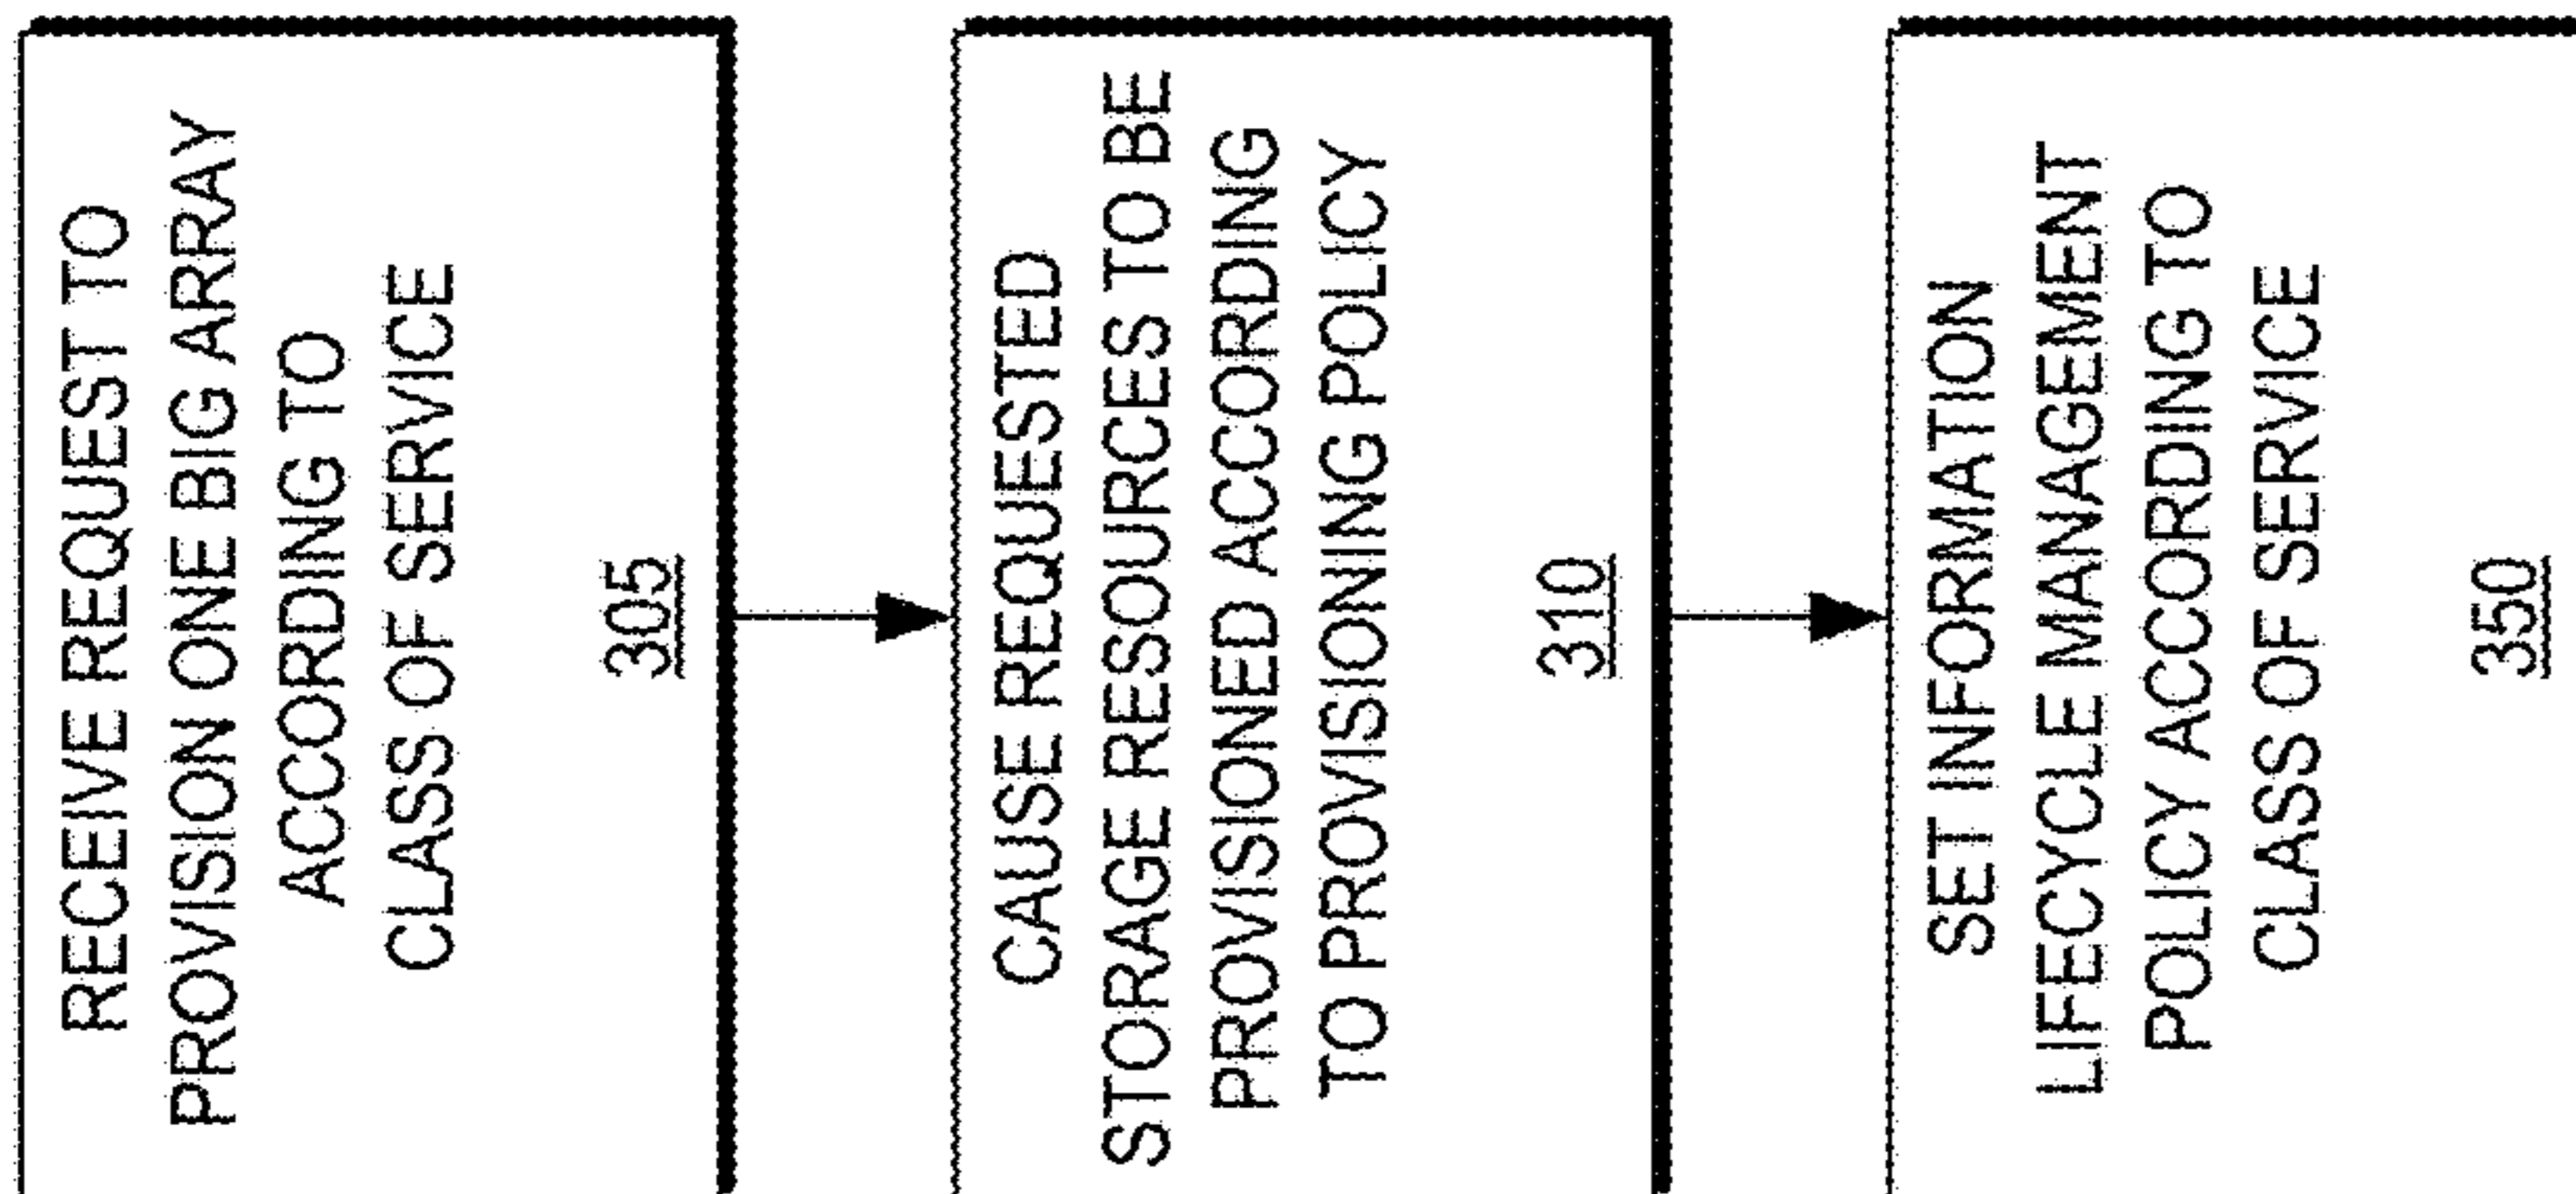 RECEIVE REQUEST TO
PROVISION ONE BIG ARRAY
ACCORDING TO
CLASS OF SERVICE
305
CAUSE REQUESTED
STORAGE RESOURCES TO BE
PROVISIONED ACCORDING
TO PROVISIONING POLICY
310
SET INFORMATION
LIFECYCLE MANAGEMENT
POLICY ACCORDING TO
CLASS OF SERVICE
350